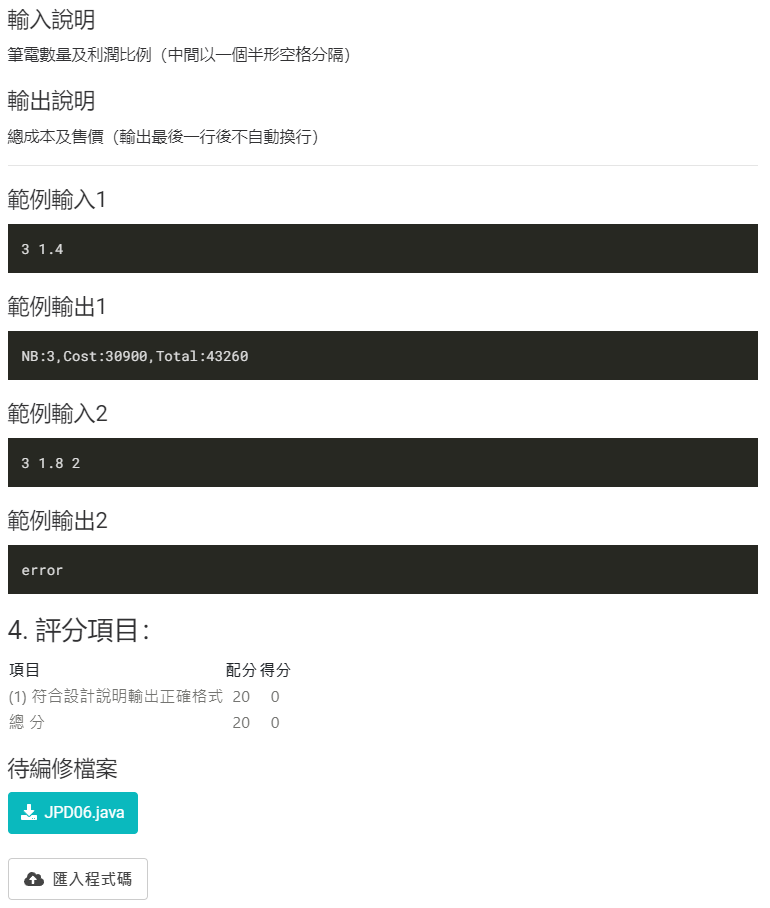 輸入說明
筆電數量及利潤比例（中間以一個半形空格分隔）
輸出說明
總成本及售價（輸出最後一行後不自動換行）
範例輸入1
3 1.4
範例輸出1
NB:3,Cost:30900,Total:43260
範例輸入2
3 1.8 2
範例輸出2
error
4. 評分項目：
項目 配分 得分
(1) 符合設計說明輸出正確格式 20 0
總 分 20 0
待編修檔案
JPD06.java
匯入程式碼